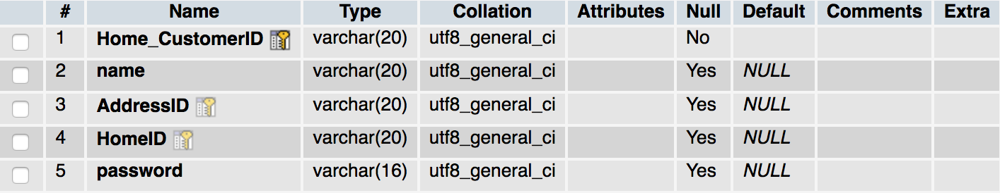 # Name Type Collation Attributes Null Default Comments Extra
1 Home_CustomerID varchar(20) utf8_general_ci No
2 name varchar(20) utf8_general_ci Yes NULL
3 AddressID varchar(20) utf8_general_ci Yes NULL
4 HomeID varchar(20) utf8_general_ci Yes NULL
5 password varchar(16) utf8_general_ci Yes NULL